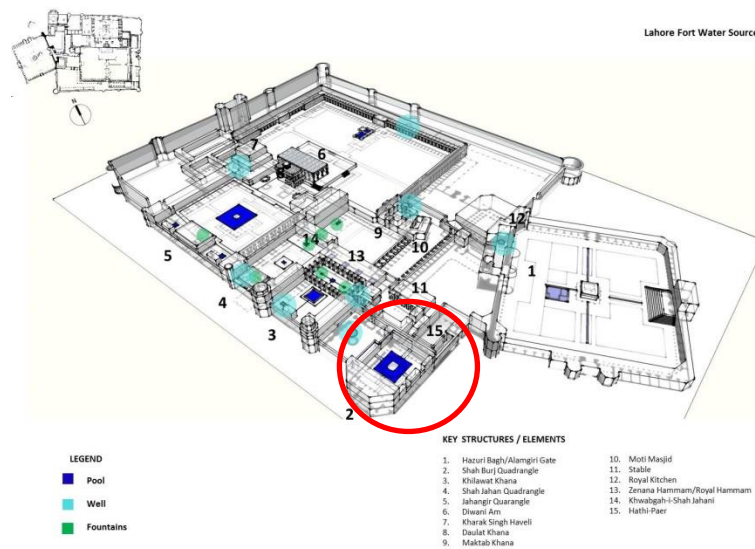 Lahore Fort Water Source
N
7
6
12
9
14
10
5
13
1
4
11
3
15
2
LEGEND
Pool
Well
Fountains
KEY STRUCTURES / ELEMENTS
1. Hazuri Bagh/Alamgiri Gate
2. Shah Burj Quadrangle
3. Khilawat Khana
4. Shah Jahan Quadrangle
5. Jahangir Quarangle
6. Diwani Am
7. Kharak Singh Haveli
8. Daulat Khana
9. Maktab Khana
10. Moti Masjid
11. Stable
12. Royal Kitchen
13. Zenana Hammam/Royal Hammam
14. Khwabgah-i-Shah Jahani
15. Hathi-Paer